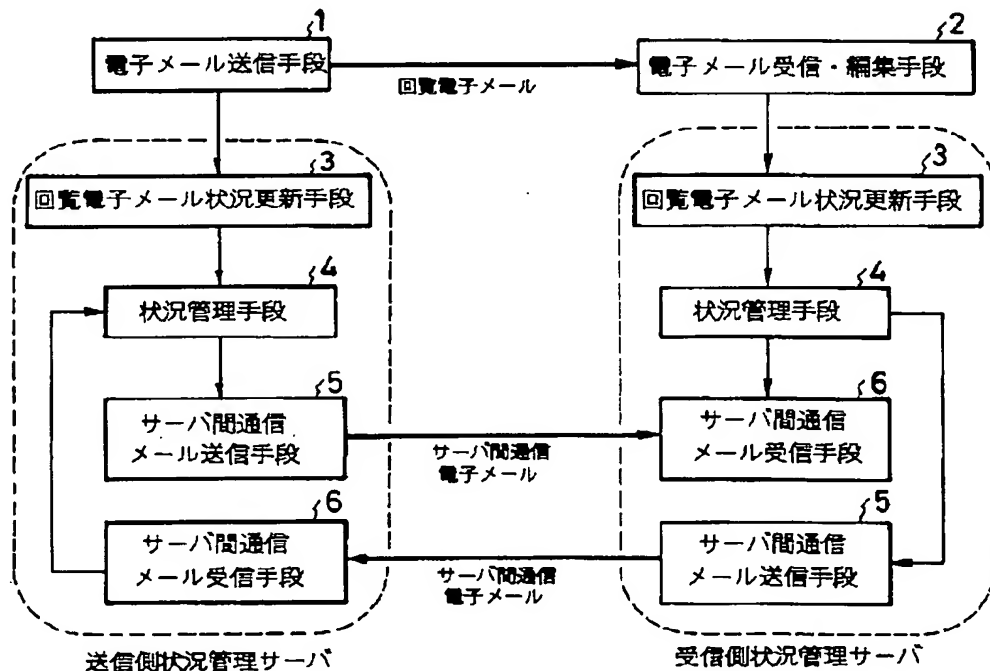 1
電子メール送信手段
回覧電子メール
2
電子メール受信・編集手段
3
回覧電子メール状況更新手段
3
回覧電子メール状況更新手段
4
状況管理手段
4
状況管理手段
5
サーバ間通信
メール送信手段
サーバ間通信
電子メール
6
サーバ間通信
メール受信手段
6
サーバ間通信
メール受信手段
サーバ間通信
電子メール
5
サーバ間通信
メール送信手段
送信側状況管理サーバ
受信側状況管理サーバ